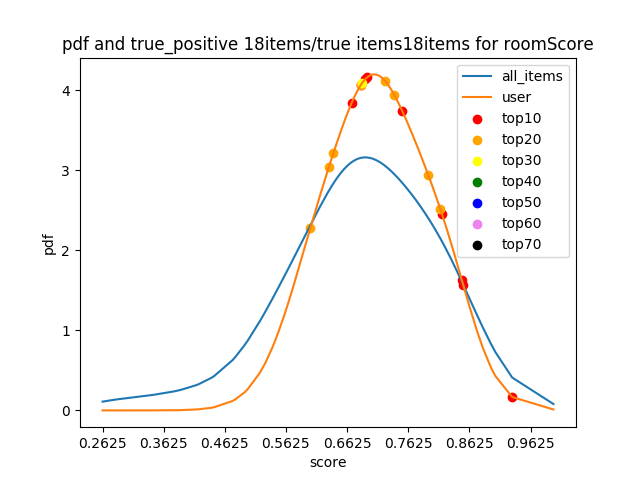 pdf and true_positive 18items/true items18items for roomScore
all_items
user
top10
top20
top30
top40
top50
top60
top70
pdf
4
3
2
1
0
0.2625 0.3625 0.4625 0.5625 0.6625 0.7625 0.8625 0.9625
score